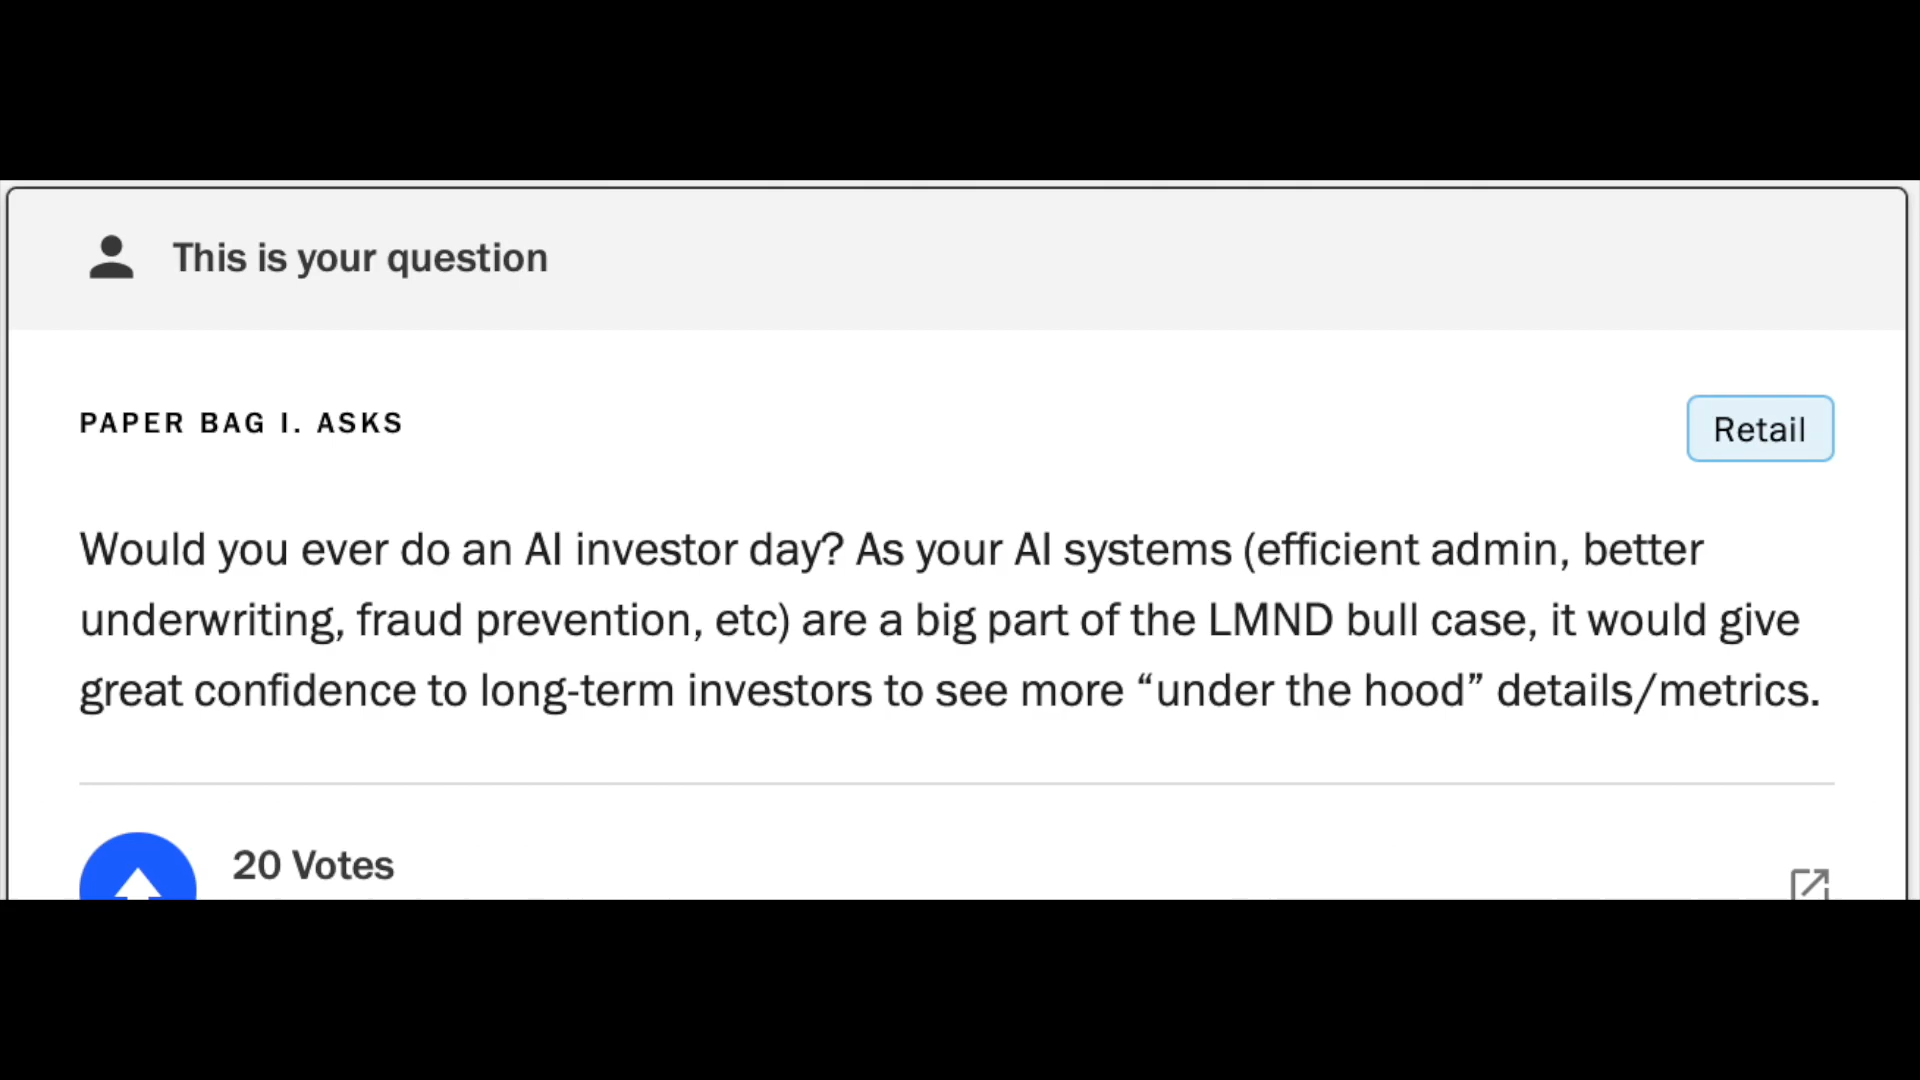 This is your question
PAPER BAG I. ASKS
Retail
Would you ever do an AI investor day? As your AI systems (efficient admin, better
underwriting, fraud prevention, etc) are a big part of the LMND bull case, it would give
great confidence to long-term investors to see more “under the hood” details/metrics.
20 Votes